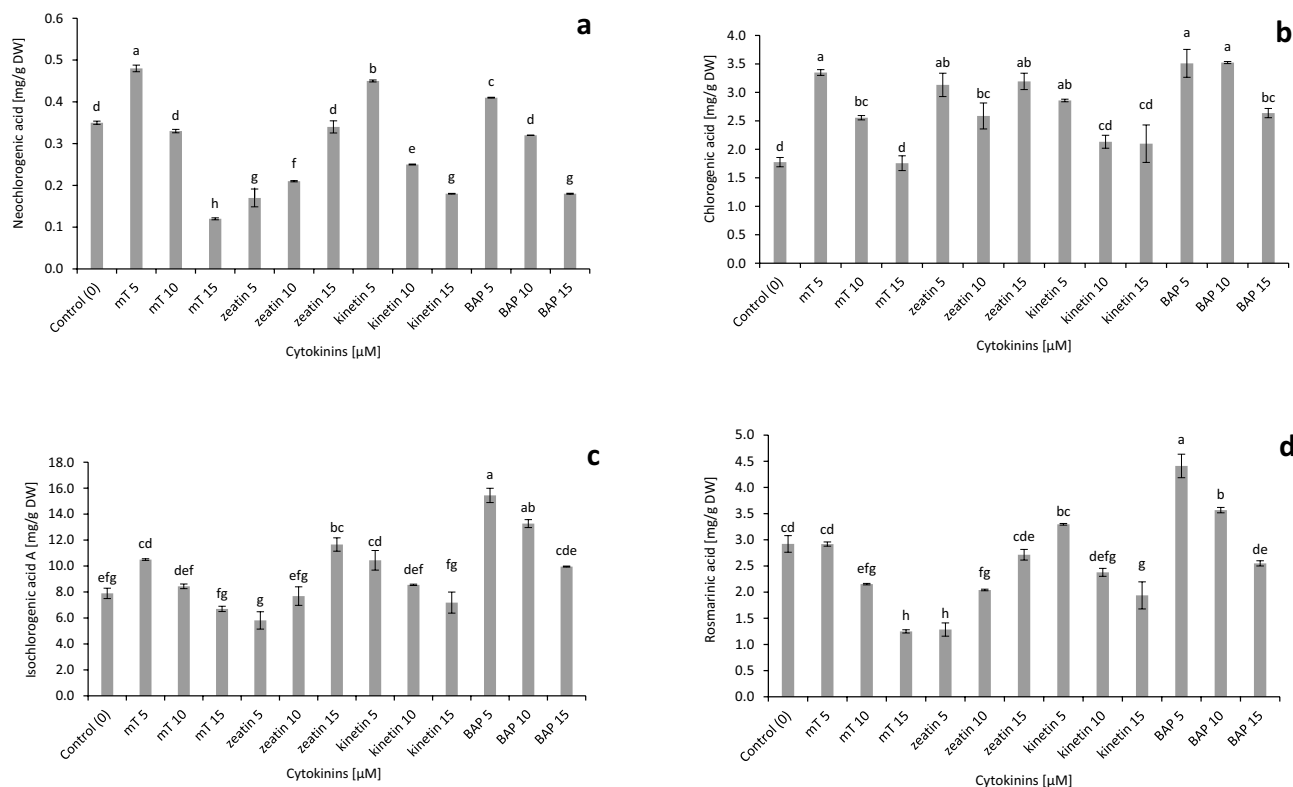 a
Neochlorogenic acid [mg/g DW]
0.6
0.5
0.4
0.3
0.2
0.1
0.0
d
a
d
h
g
f
d
b
e
g
c
d
g
Control (0)
mT 5
mT 10
mT 15
zeatin 5
zeatin 10
zeatin 15
kinetin 5
kinetin 10
kinetin 15
BAP 5
BAP 10
BAP 15
Cytokinins [µM]
b
Chlorogenic acid [mg/g DW]
4.0
3.5
3.0
2.5
2.0
1.5
1.0
0.5
0.0
d
a
bc
d
ab
bc
ab
ab
cd
cd
a
a
bc
Control (0)
mT 5
mT 10
mT 15
zeatin 5
zeatin 10
zeatin 15
kinetin 5
kinetin 10
kinetin 15
BAP 5
BAP 10
BAP 15
Cytokinins [µM]
c
Isochlorogenic acid A [mg/g DW]
18.0
16.0
14.0
12.0
10.0
8.0
6.0
4.0
2.0
0.0
efg
cd
def
fg
g
efg
bc
cd
def
fg
a
ab
cde
Control (0)
mT 5
mT 10
mT 15
zeatin 5
zeatin 10
zeatin 15
kinetin 5
kinetin 10
kinetin 15
BAP 5
BAP 10
BAP 15
Cytokinins [µM]
d
Rosmarinic acid [mg/g DW]
5.0
4.5
4.0
3.5
3.0
2.5
2.0
1.5
1.0
0.5
0.0
cd
cd
efg
h
h
fg
cde
bc
defg
g
a
b
de
Control (0)
mT 5
mT 10
mT 15
zeatin 5
zeatin 10
zeatin 15
kinetin 5
kinetin 10
kinetin 15
BAP 5
BAP 10
BAP 15
Cytokinins [µM]